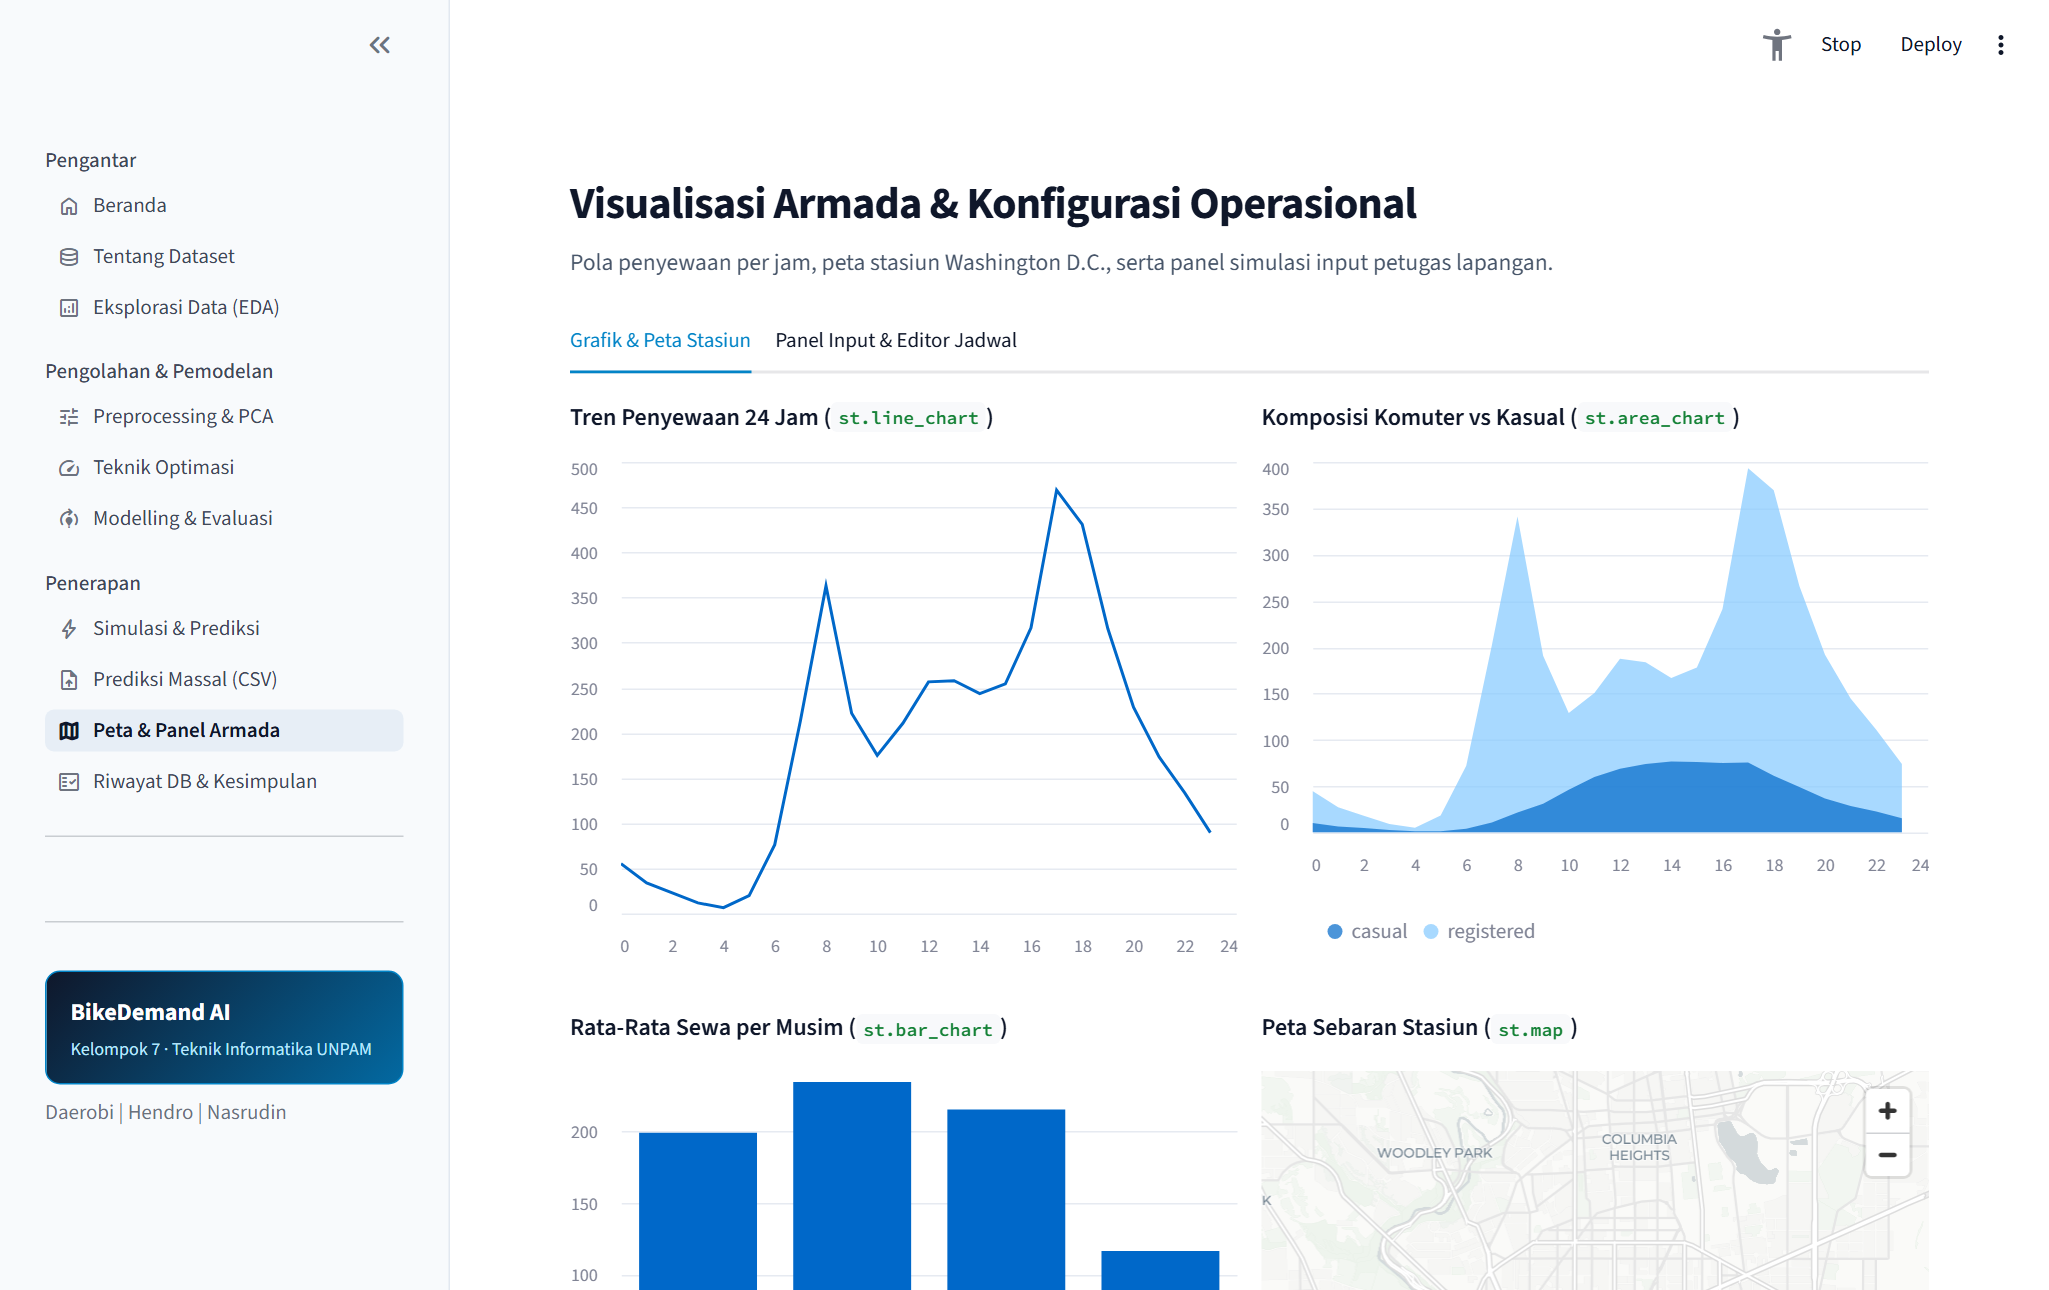 Stop
Deploy
Pengantar
Beranda
Tentang Dataset
Eksplorasi Data (EDA)
Pengolahan & Pemodelan
Preprocessing & PCA
Teknik Optimasi
Modelling & Evaluasi
Penerapan
Simulasi & Prediksi
Prediksi Massal (CSV)
Peta & Panel Armada
Riwayat DB & Kesimpulan
BikeDemand AI
Kelompok 7 · Teknik Informatika UNPAM
Daerobi | Hendro | Nasrudin
Visualisasi Armada & Konfigurasi Operasional
Pola penyewaan per jam, peta stasiun Washington D.C., serta panel simulasi input petugas lapangan.
Grafik & Peta Stasiun
Panel Input & Editor Jadwal
Tren Penyewaan 24 Jam ( st.line_chart )
500
450
400
350
300
250
200
150
100
50
0
0 2 4 6 8 10 12 14 16 18 20 22 24
Komposisi Komuter vs Kasual ( st.area_chart )
400
350
300
250
200
150
100
50
0
0 2 4 6 8 10 12 14 16 18 20 22 24
casual registered
Rata-Rata Sewa per Musim ( st.bar_chart )
200
150
100
Peta Sebaran Stasiun ( st.map )
WOODLEY PARK
COLUMBIA
HEIGHTS
K
+
−